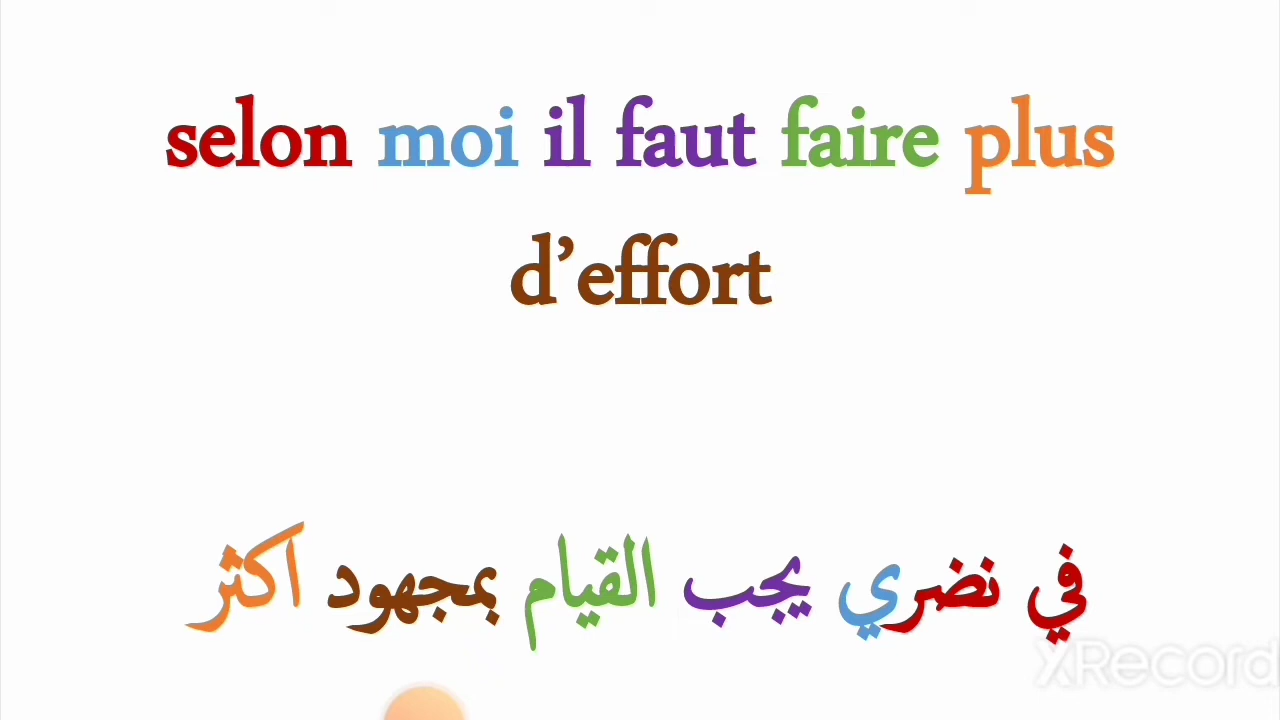 selon moi il faut faire plus
d’effort
في نضري يجب القيام بمجهود اكثر
XRecord